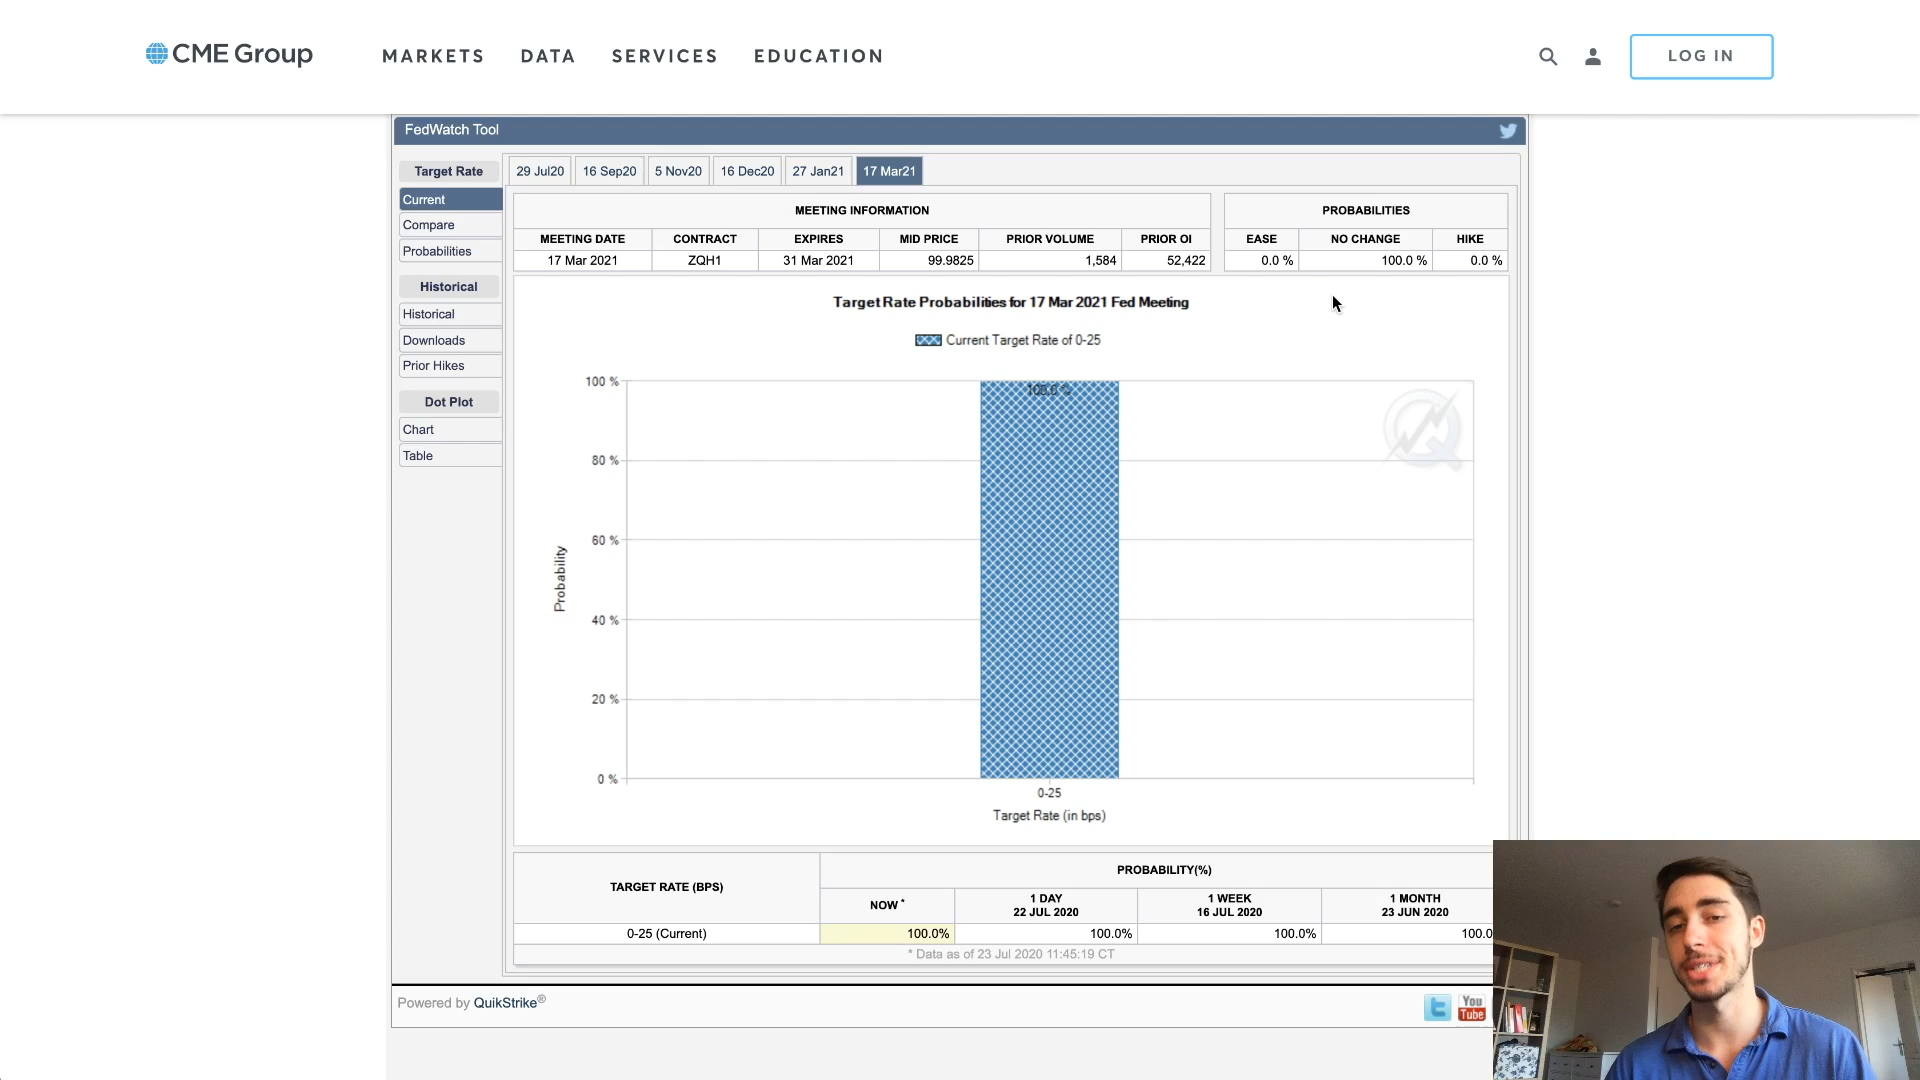 CME Group
MARKETS DATA SERVICES EDUCATION
LOG IN
FedWatch Tool
Target Rate
Current
Compare
Probabilities
Historical
Historical
Downloads
Prior Hikes
Dot Plot
Chart
Table
29 Jul20 16 Sep20 5 Nov20 16 Dec20 27 Jan21 17 Mar21
MEETING INFORMATION
MEETING DATE CONTRACT EXPIRES MID PRICE PRIOR VOLUME PRIOR OI
17 Mar 2021 ZQH1 31 Mar 2021 99.9825 1,584 52,422
PROBABILITIES
EASE NO CHANGE HIKE
0.0 % 100.0 % 0.0 %
Target Rate Probabilities for 17 Mar 2021 Fed Meeting
Current Target Rate of 0-25
100.0 %
Probability
100 %
80 %
60 %
40 %
20 %
0 %
0-25
Target Rate (in bps)
TARGET RATE (BPS)
PROBABILITY(%)
NOW *
1 DAY
22 JUL 2020
1 WEEK
16 JUL 2020
1 MONTH
23 JUN 2020
0-25 (Current) 100.0% 100.0% 100.0% 100.0
* Data as of 23 Jul 2020 11:45:19 CT
Powered by QuikStrike®
You
Tube